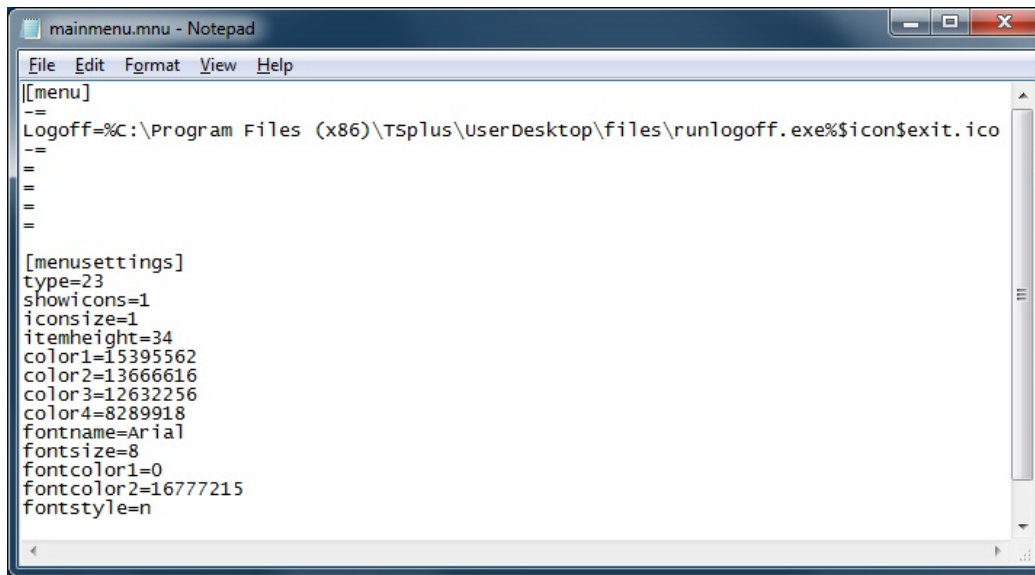 mainmenu.mnu - Notepad
File Edit Format View Help
[menu]
-=
Logoff=%C:\Program Files (x86)\TSplus\UserDesktop\files\runlogoff.exe%$icon$exit.ico
-=
=
=
=
=
[menusettings]
type=23
showicons=1
iconsize=1
itemheight=34
color1=15395562
color2=13666616
color3=12632256
color4=8289918
fontname=Arial
fontsize=8
fontcolor1=0
fontcolor2=16777215
fontstyle=n